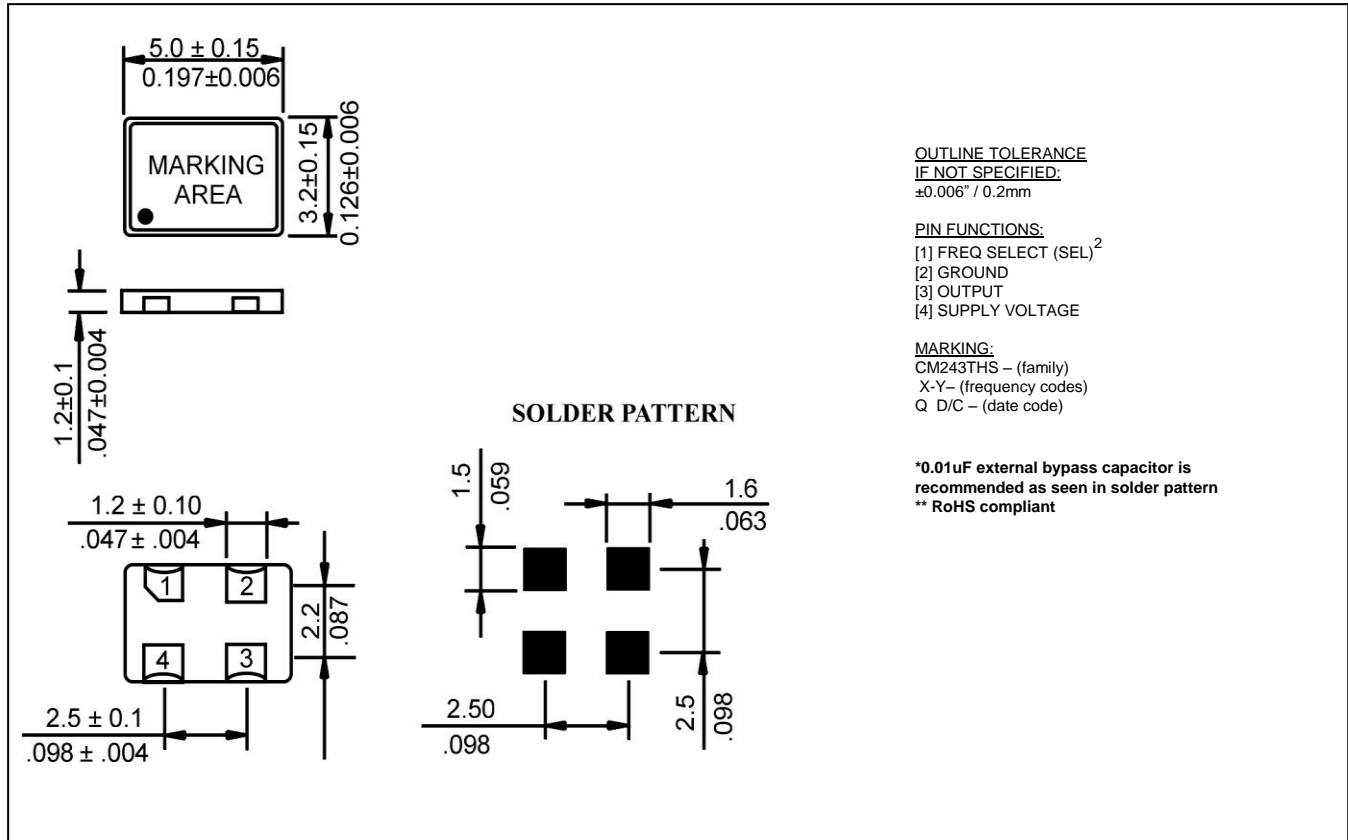 5.0 ± 0.15
0.197±0.006
MARKING
AREA
3.2±0.15
0.126±0.006
1.2±0.1
.047±0.004
1.2 ± 0.10
.047± .004
1
2
4
3
2.2
.087
2.5 ± 0.1
.098 ± .004
SOLDER PATTERN
1.5
.059
1.6
.063
2.50
.098
2.5
.098
OUTLINE TOLERANCE
IF NOT SPECIFIED:
±0.006” / 0.2mm
PIN FUNCTIONS:
[1] FREQ SELECT (SEL)2
[2] GROUND
[3] OUTPUT
[4] SUPPLY VOLTAGE
MARKING:
CM243THS – (family)
X-Y– (frequency codes)
Q D/C – (date code)
*0.01uF external bypass capacitor is
recommended as seen in solder pattern
** RoHS compliant